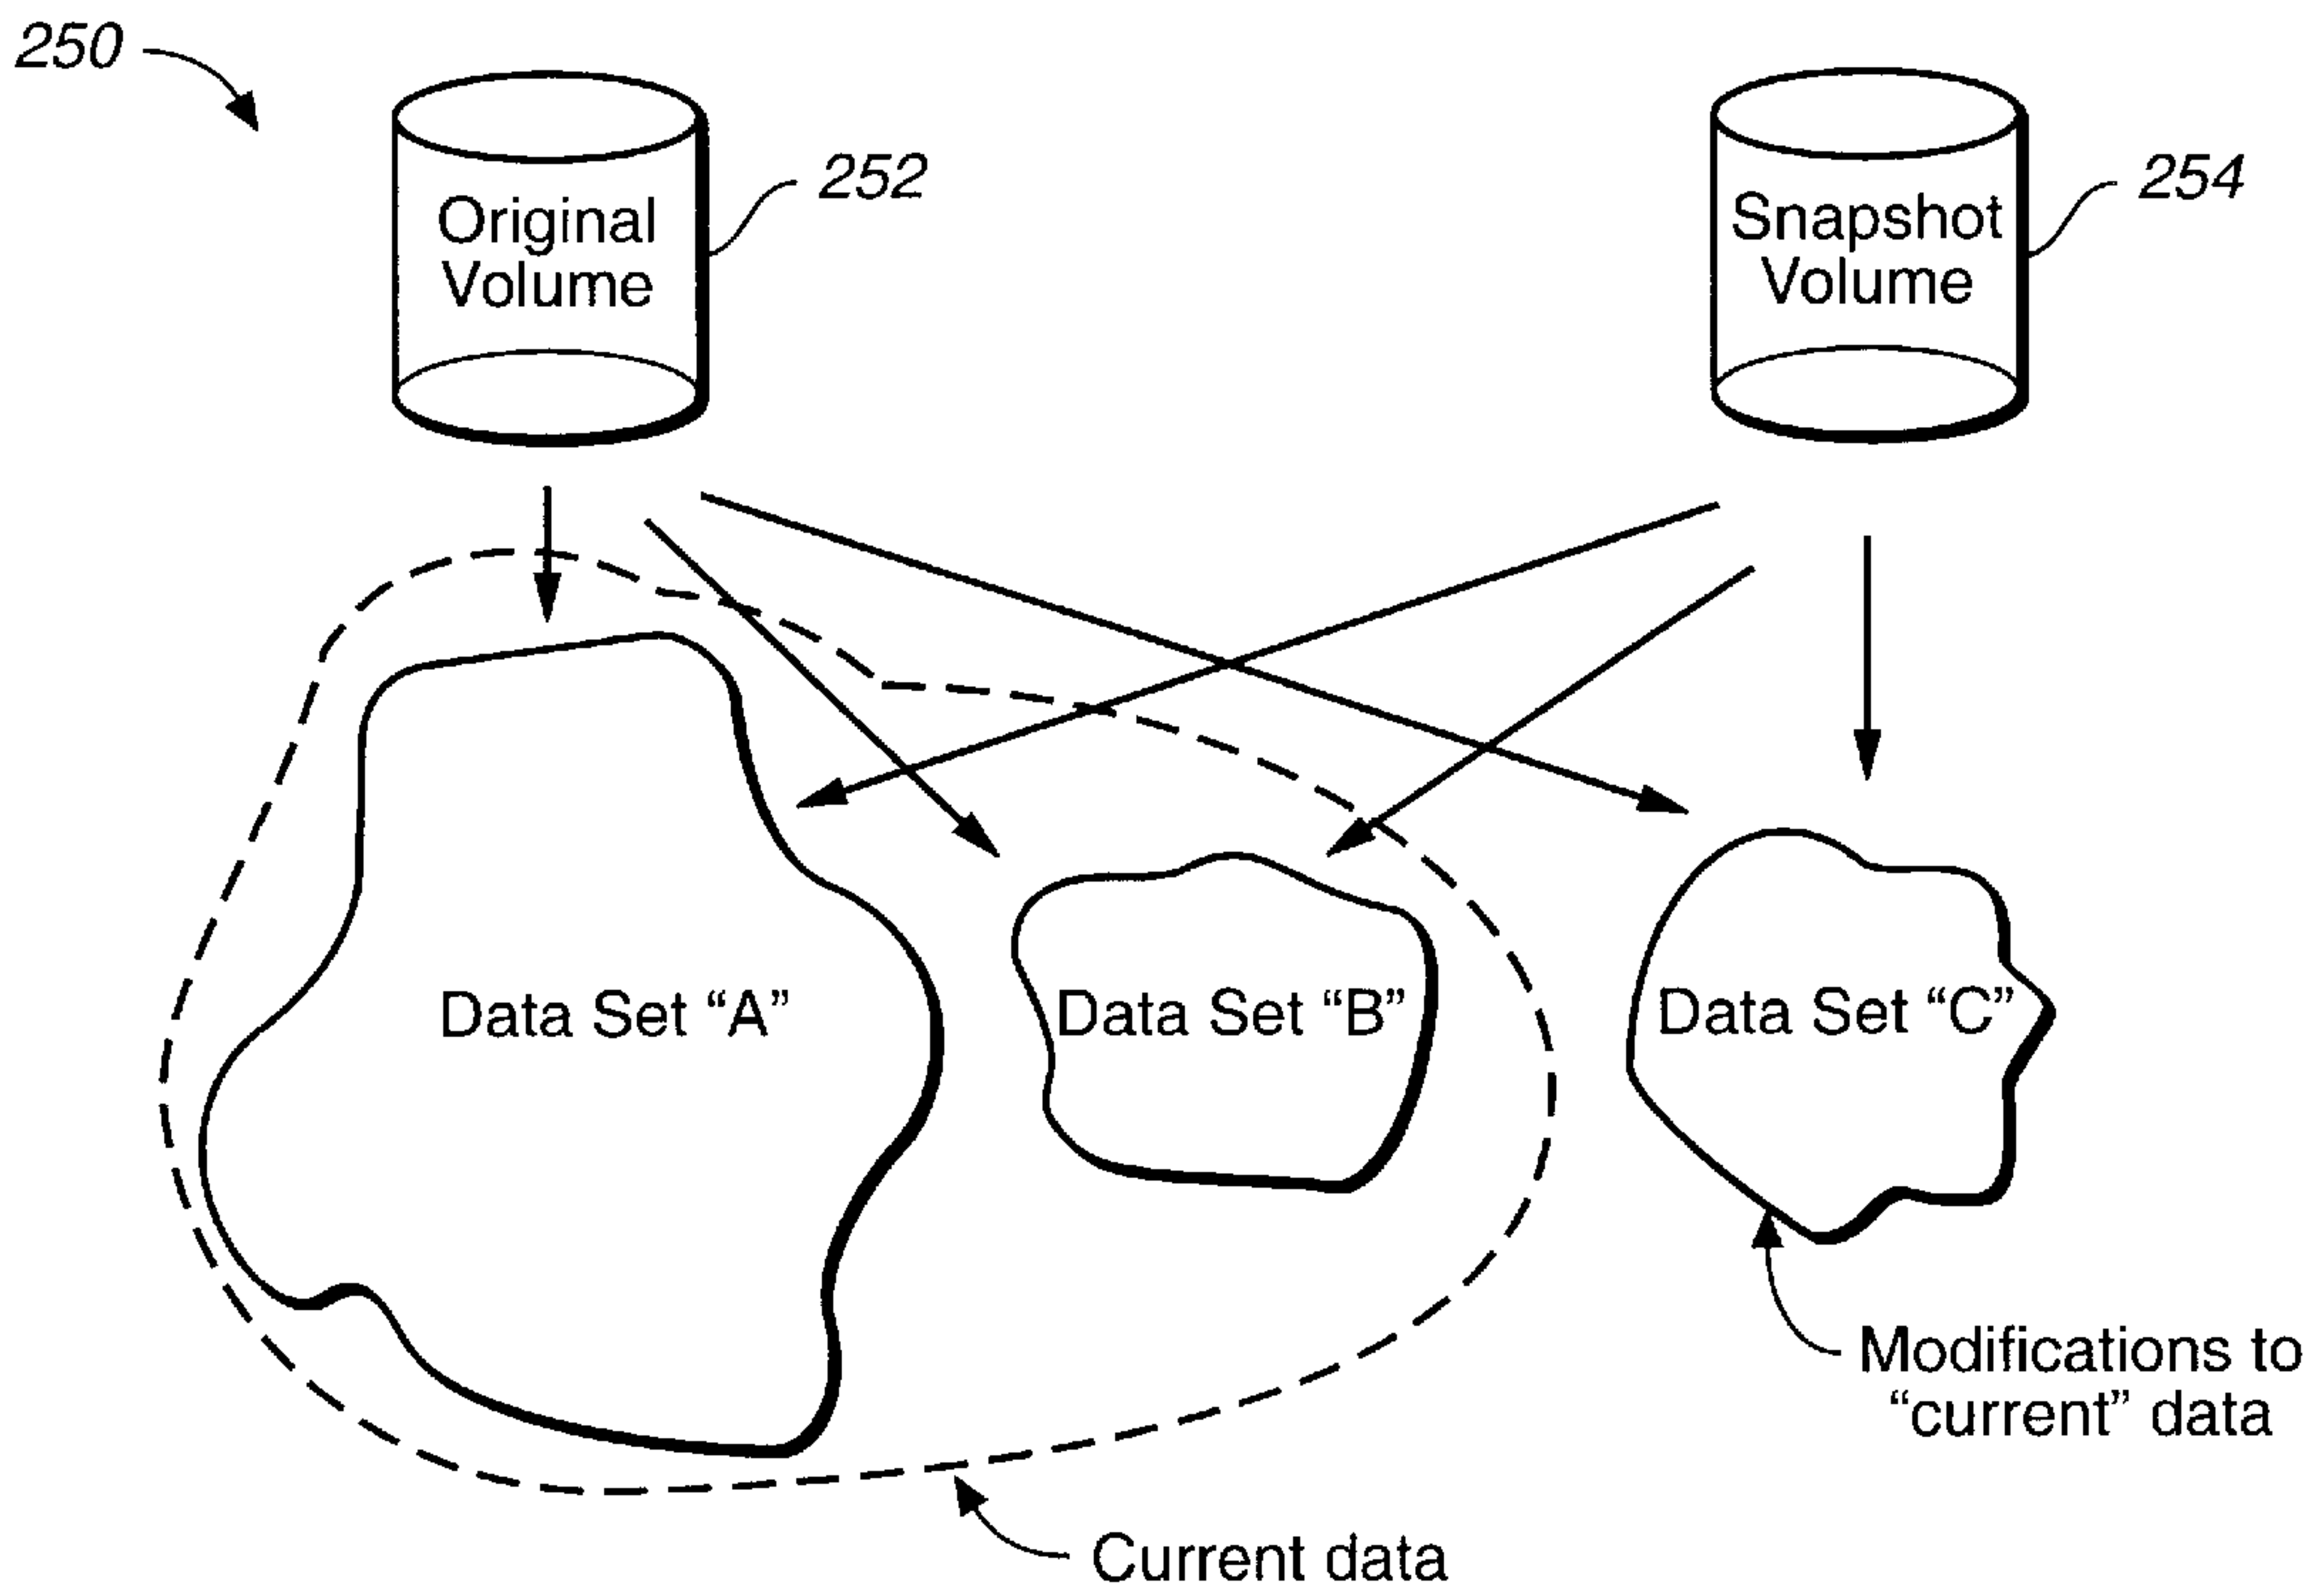 250
Original
Volume
252
Snapshot
Volume
254
Data Set “A”
Data Set “B”
Data Set “C”
Modifications to
“current” data
Current data